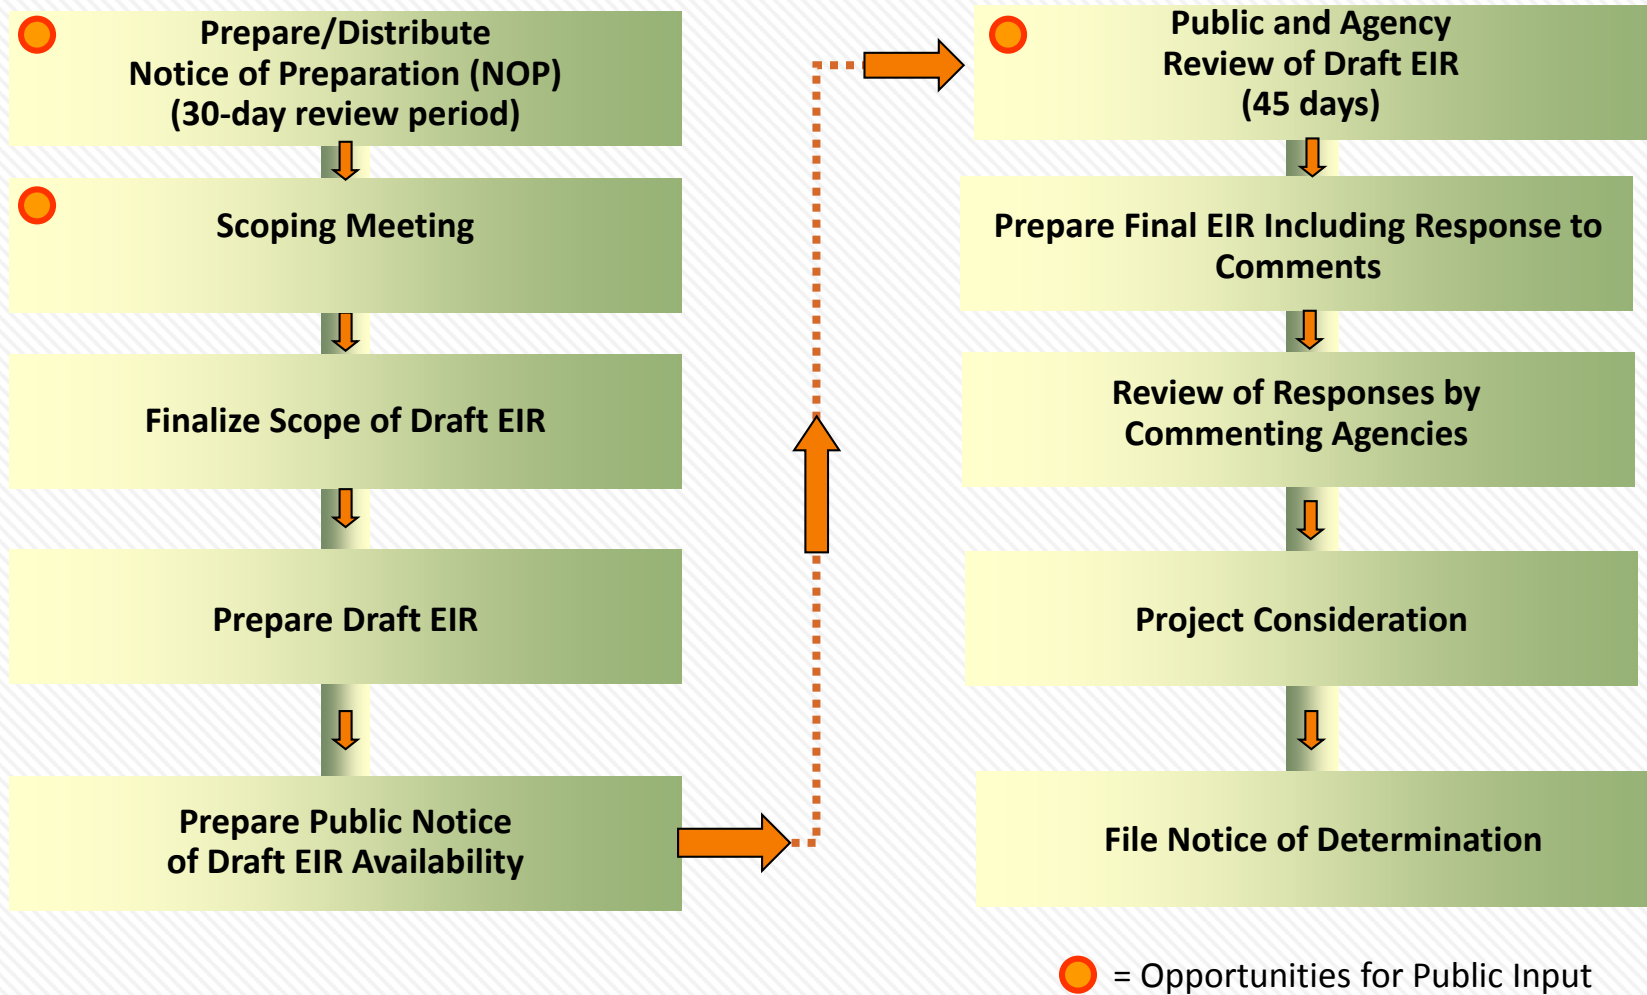 Prepare/Distribute
Notice of Preparation (NOP)
(30-day review period)
Scoping Meeting
Finalize Scope of Draft EIR
Prepare Draft EIR
Prepare Public Notice
of Draft EIR Availability
Public and Agency
Review of Draft EIR
(45 days)
Prepare Final EIR Including Response to
Comments
Review of Responses by
Commenting Agencies
Project Consideration
File Notice of Determination
= Opportunities for Public Input